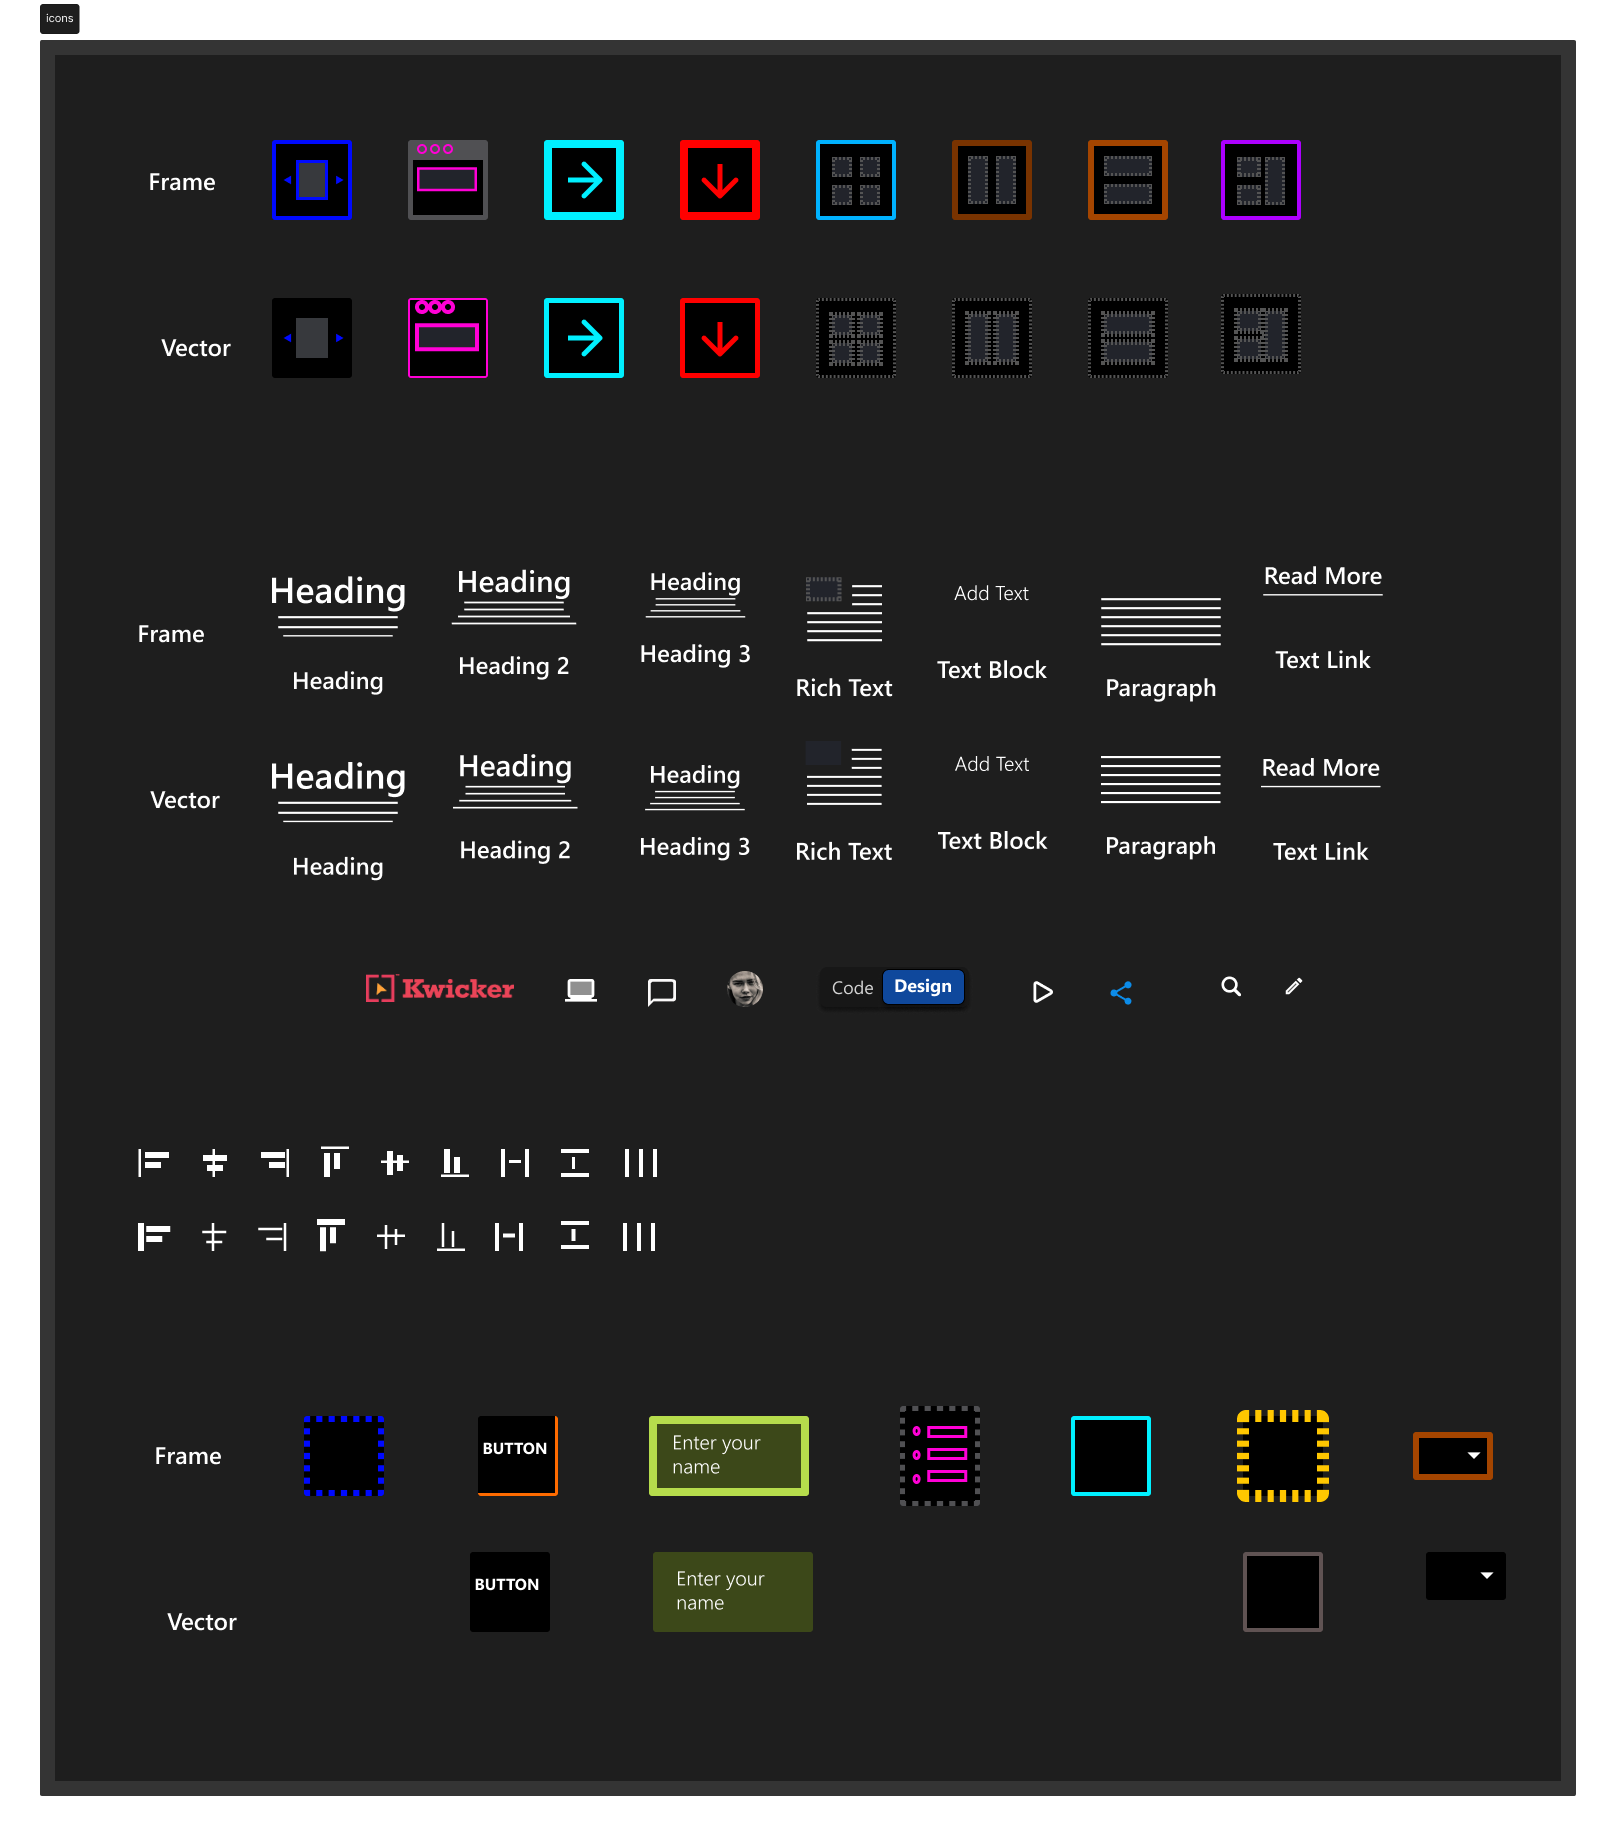 icons
Frame
Vector
Heading
Heading
Heading
Add Text
Read More
Frame
Heading
Heading 2
Heading 3
Rich Text
Text Block
Paragraph
Text Link
Heading
Heading
Heading
Add Text
Read More
Vector
Heading
Heading 2
Heading 3
Rich Text
Text Block
Paragraph
Text Link
Kwicker
Code
Design
Frame
BUTTON
Enter your
name
Vector
BUTTON
Enter your
name